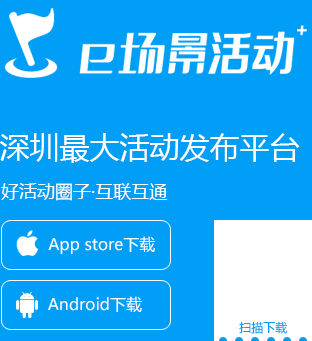 e场景活动+
深圳最大活动发布平台
好活动圈子·互联互通
App store下载
Android下载
扫描下载